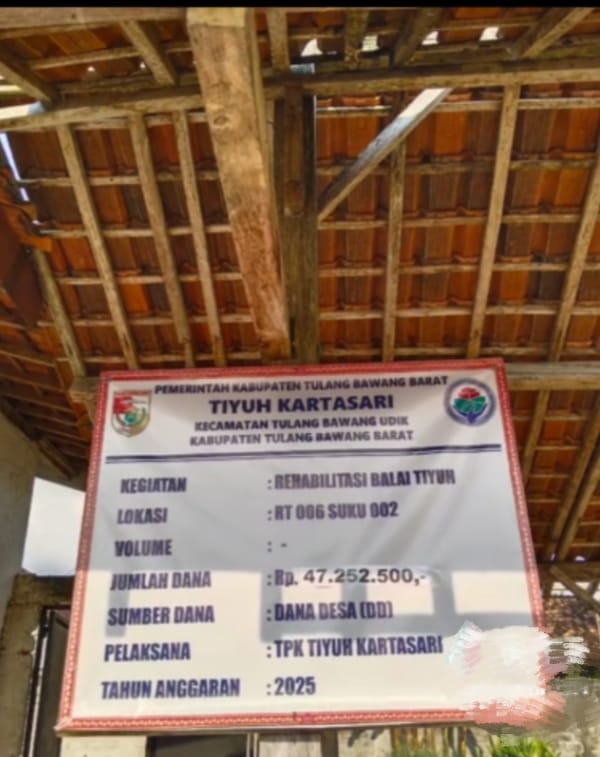 PEMERINTAH KABUPATEN TULANG BAWANG BARAT
TIYUH KARTASARI
KECAMATAN TULANG BAWANG UDIK
KABUPATEN TULANG BAWANG BARAT
KEGIATAN : REHABILITASI BALAI TIYUH
LOKASI : RT 006 SUKU 002
VOLUME : -
JUMLAH DANA : Rp. 47.252.500,-
SUMBER DANA : DANA DESA (DD)
PELAKSANA : TPK TIYUH KARTASARI
TAHUN ANGGARAN : 2025